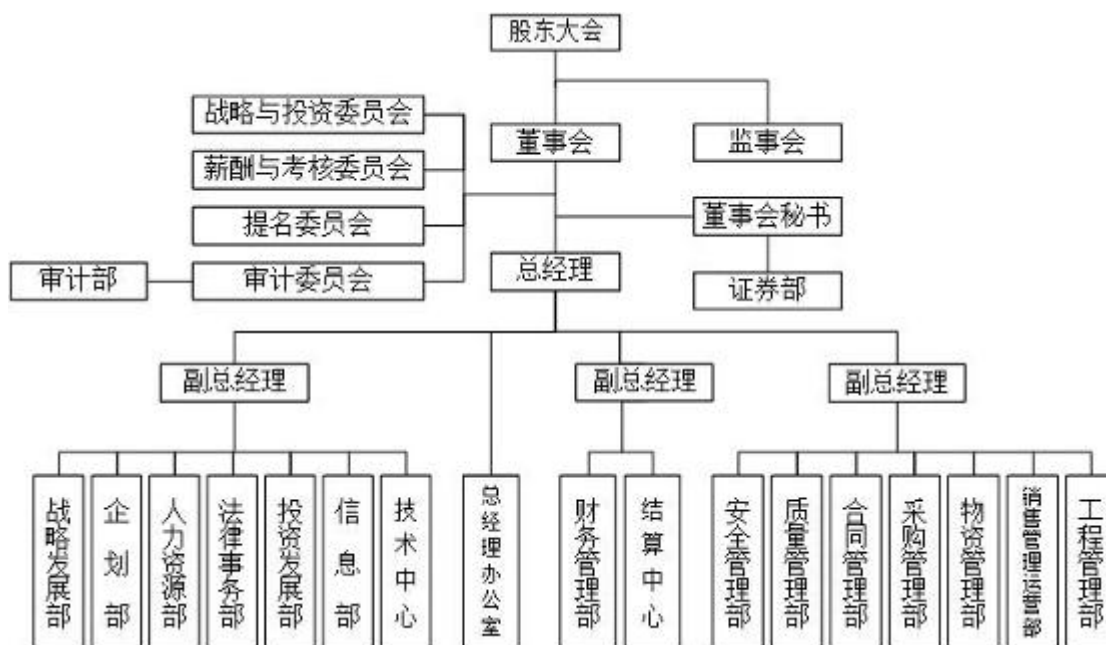 股东大会
战略与投资委员会
董事会
监事会
薪酬与考核委员会
提名委员会
董事会秘书
审计部
审计委员会
总经理
证券部
副总经理
副总经理
副总经理
战略发展部
企划部
人力资源部
法律事务部
投资发展部
信息部
技术中心
总经理办公室
财务管理部
结算中心
安全管理部
质量管理部
合同管理部
采购管理部
物资管理部
销售管理运营部
工程管理部